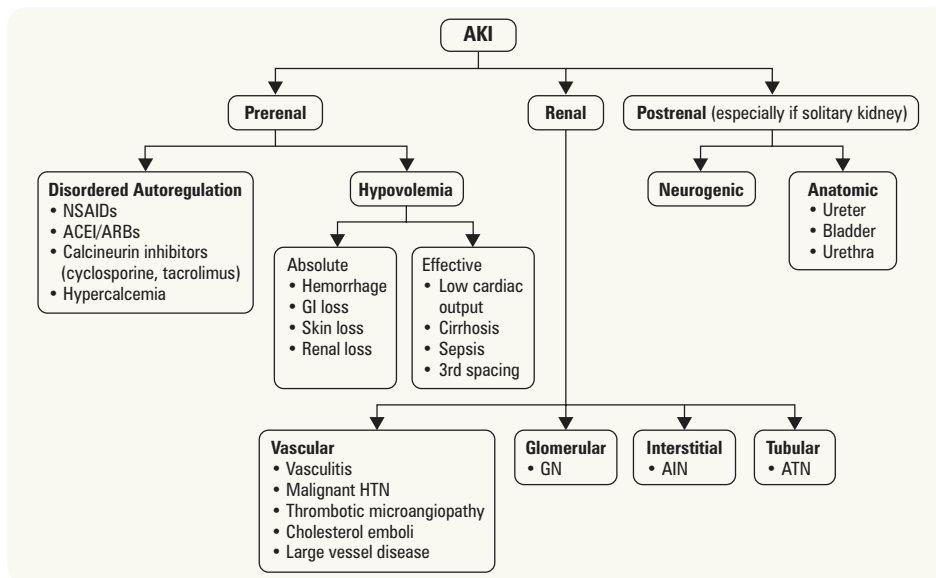 AKI
Prerenal
Renal
Postrenal (especially if solitary kidney)
Disordered Autoregulation
• NSAIDs
• ACEI/ARBs
• Calcineurin inhibitors
(cyclosporine, tacrolimus)
• Hypercalcemia
Hypovolemia
Neurogenic
Anatomic
• Ureter
• Bladder
• Urethra
Absolute
• Hemorrhage
• GI loss
• Skin loss
• Renal loss
Effective
• Low cardiac
output
• Cirrhosis
• Sepsis
• 3rd spacing
Vascular
• Vasculitis
• Malignant HTN
• Thrombotic microangiopathy
• Cholesterol emboli
• Large vessel disease
Glomerular
• GN
Interstitial
• AIN
Tubular
• ATN